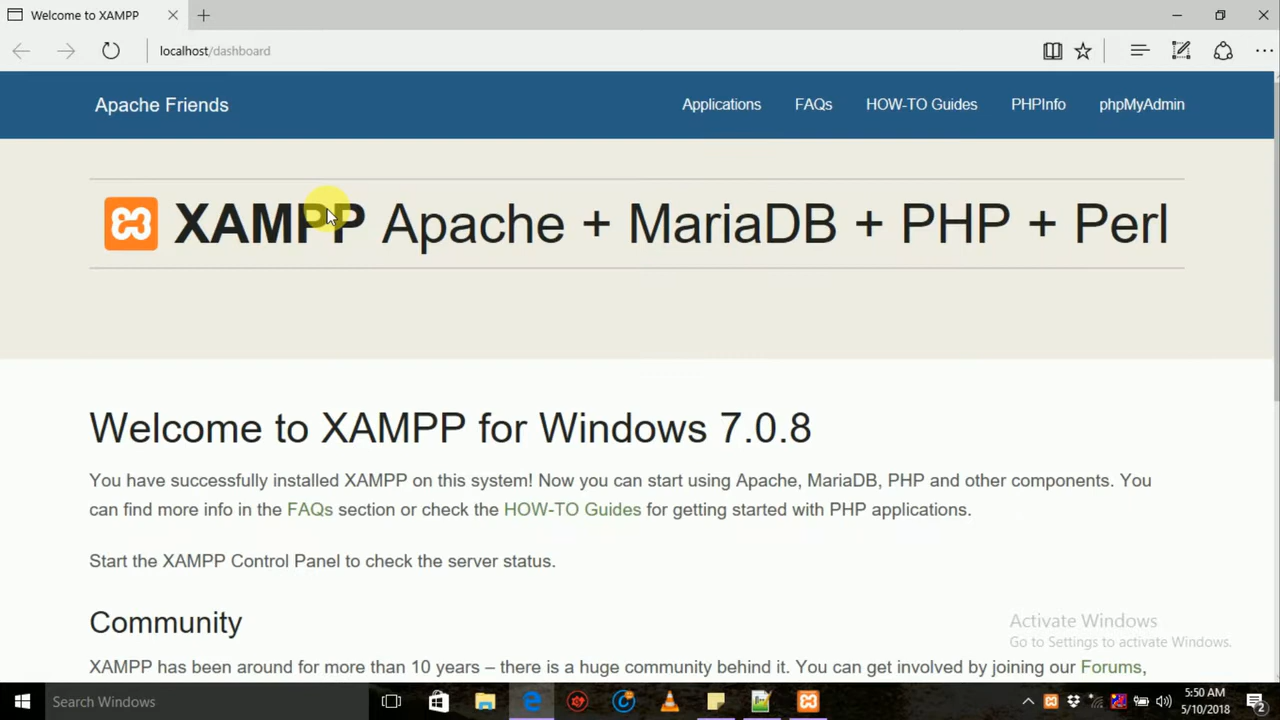 Welcome to XAMPP
localhost/dashboard
Apache Friends
Applications
FAQs
HOW-TO Guides
PHPInfo
phpMyAdmin
XAMPP Apache + MariaDB + PHP + Perl
Welcome to XAMPP for Windows 7.0.8
You have successfully installed XAMPP on this system! Now you can start using Apache, MariaDB, PHP and other components. You
can find more info in the FAQs section or check the HOW-TO Guides for getting started with PHP applications.
Start the XAMPP Control Panel to check the server status.
Community
XAMPP has been around for more than 10 years – there is a huge community behind it. You can get involved by joining our Forums,
Activate Windows
Go to Settings to activate Windows.
Search Windows
5:50 AM
5/10/2018
2